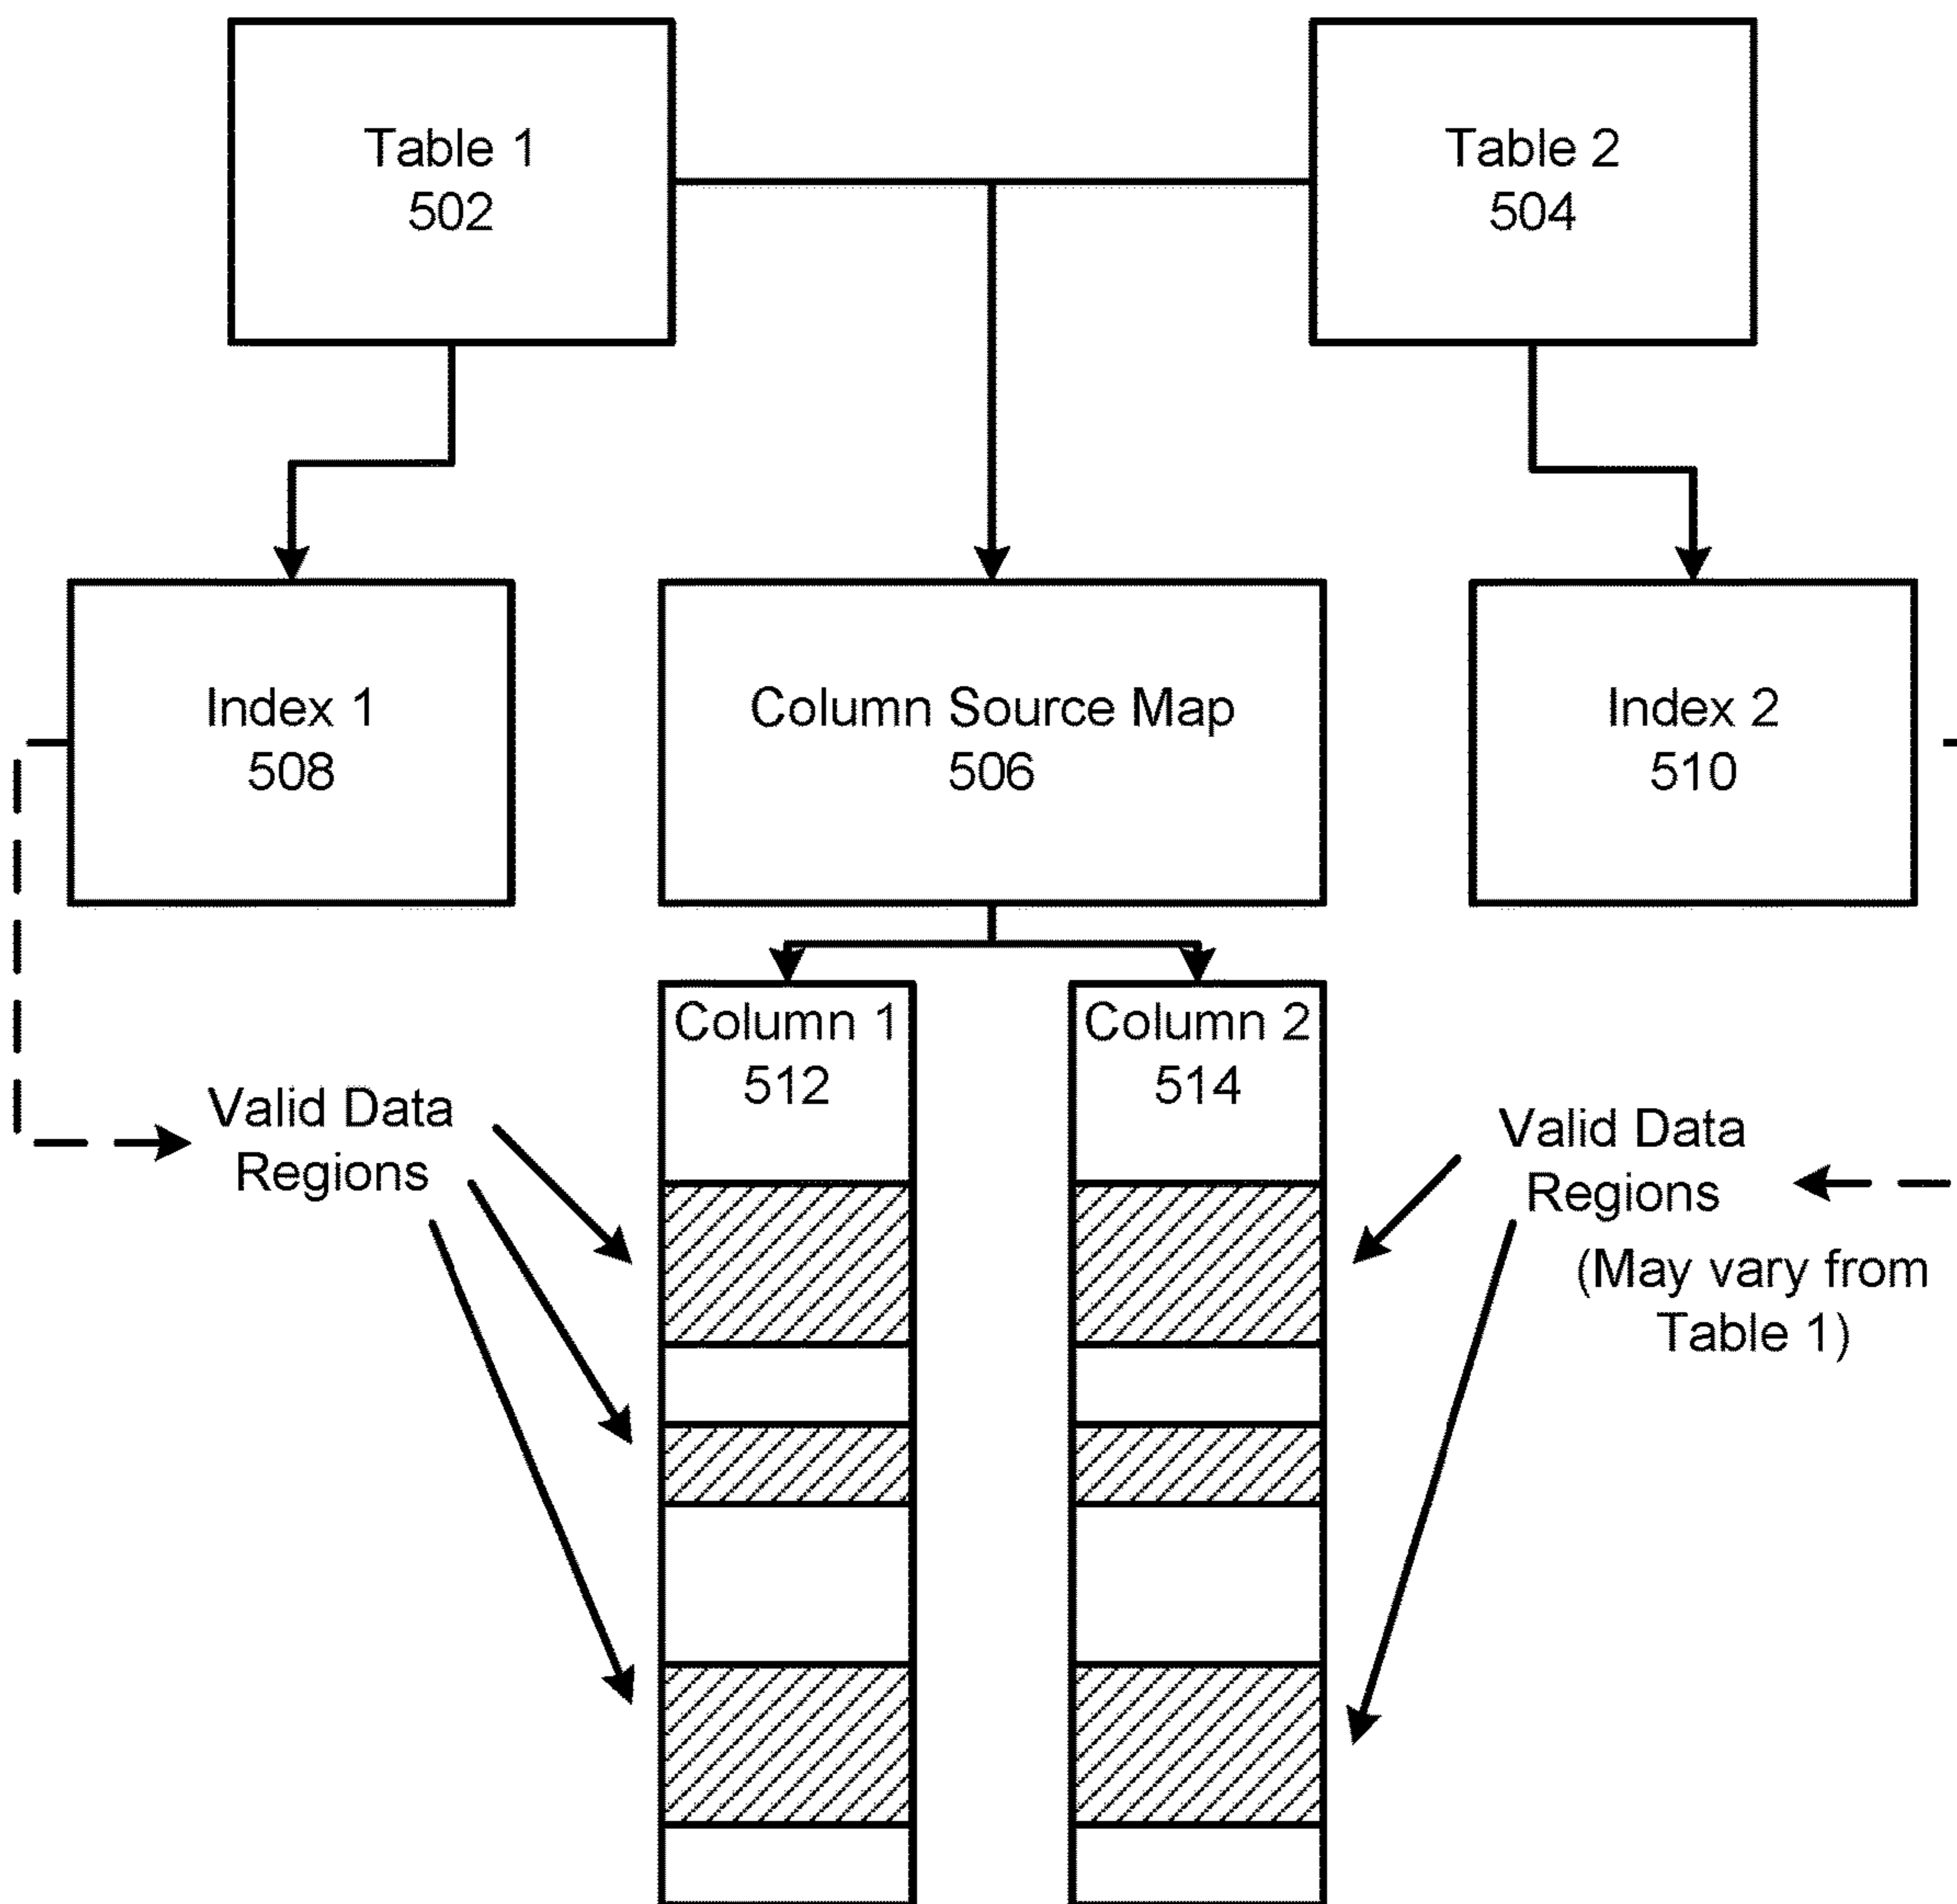 Table 1
502
Table 2
504
Index 1
508
Column Source Map
506
Index 2
510
Column 1
512
Column 2
514
Valid Data
Regions
Valid Data
Regions
(May vary from
Table 1)